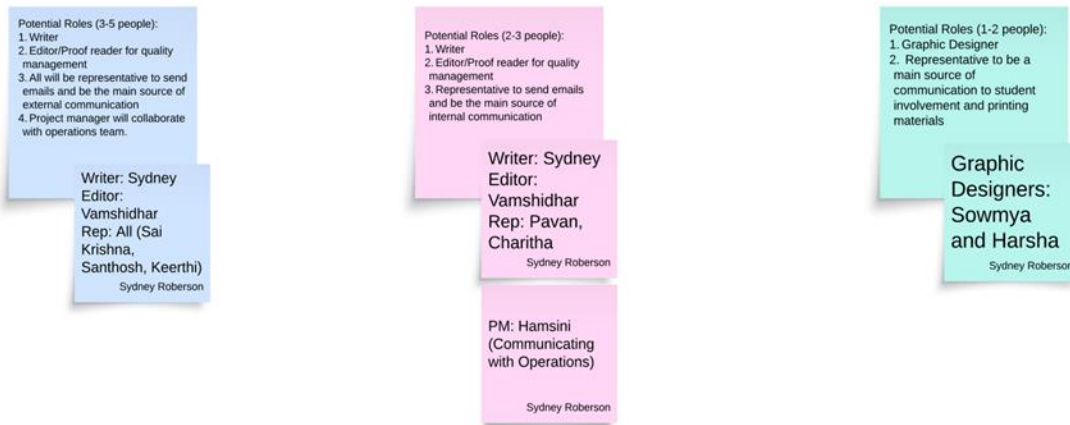 Potential Roles (3-5 people):
1. Writer
2. Editor/Proof reader for quality
management
3. All will be representative to send
emails and be the main source of
external communication
4. Project manager will collaborate
with operations team.
Writer: Sydney
Editor:
Vamshidhar
Rep: All (Sai
Krishna,
Santhosh, Keerthi)
Sydney Roberson
Potential Roles (2-3 people):
1. Writer
2. Editor/Proof reader for quality
management
3. Representative to send emails
and be the main source of
internal communication
Writer: Sydney
Editor:
Vamshidhar
Rep: Pavan,
Charitha
Sydney Roberson
PM: Hamsini
(Communicating
with Operations)
Sydney Roberson
Potential Roles (1-2 people):
1. Graphic Designer
2. Representative to be a
main source of
communication to student
involvement and printing
materials
Graphic
Designers:
Sowmya
and Harsha
Sydney Roberson